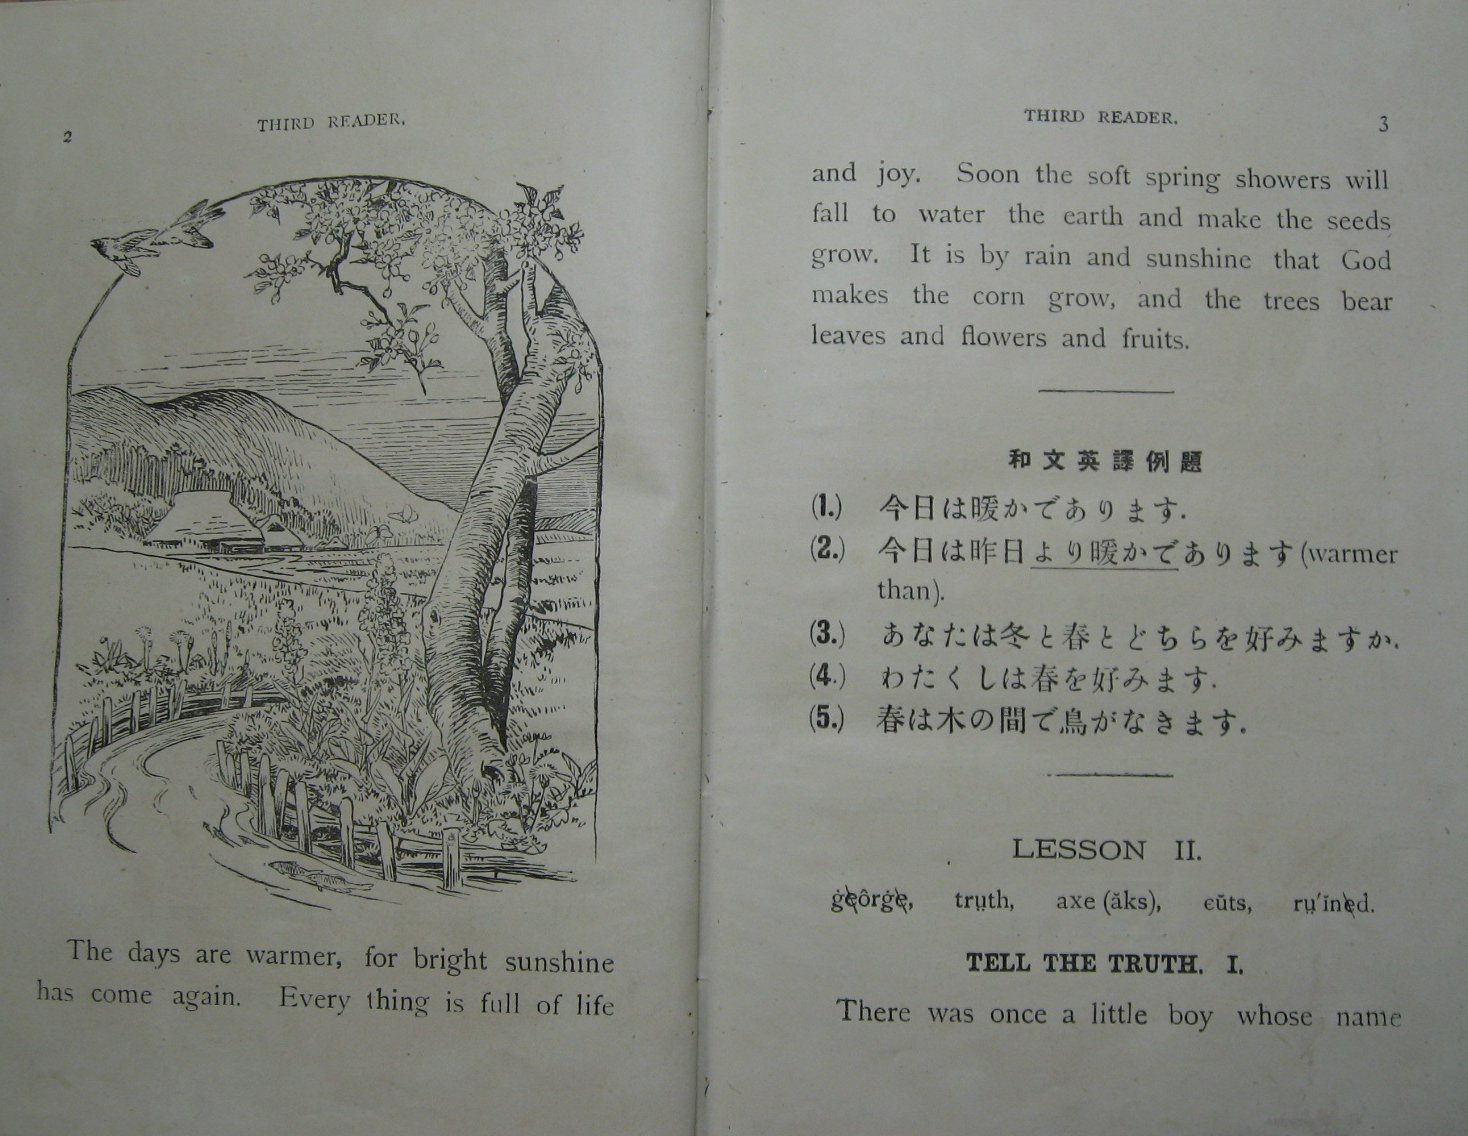 2
THIRD READER.
The days are warmer, for bright sunshine
has come again. Every thing is full of life
THIRD READER.
3
and joy. Soon the soft spring showers will
fall to water the earth and make the seeds
grow. It is by rain and sunshine that God
makes the corn grow, and the trees bear
leaves and flowers and fruits.
和文英譯例題
(1.) 今日は暖かであります.
(2.) 今日は昨日より暖かであります(warmer
than).
(3.) あなたは冬と春とどちらを好みますか.
(4.) わたくしは春を好みます.
(5.) 春は木の間で鳥がなきます.
LESSON II.
ġeôrġe, trụth, axe (ăks), cŭts, rụ'ĭned.
TELL THE TRUTH. I.
There was once a little boy whose name